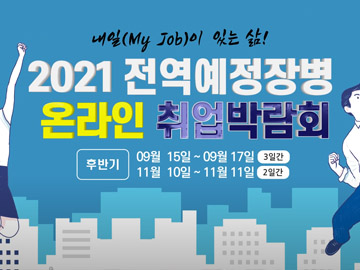 내일(My Job)이 있는 삶!
2021 전역예정장병
온라인 취업박람회
후반기
09월 15일~09월 17일 3일간
11월 10일~11월 11일 2일간